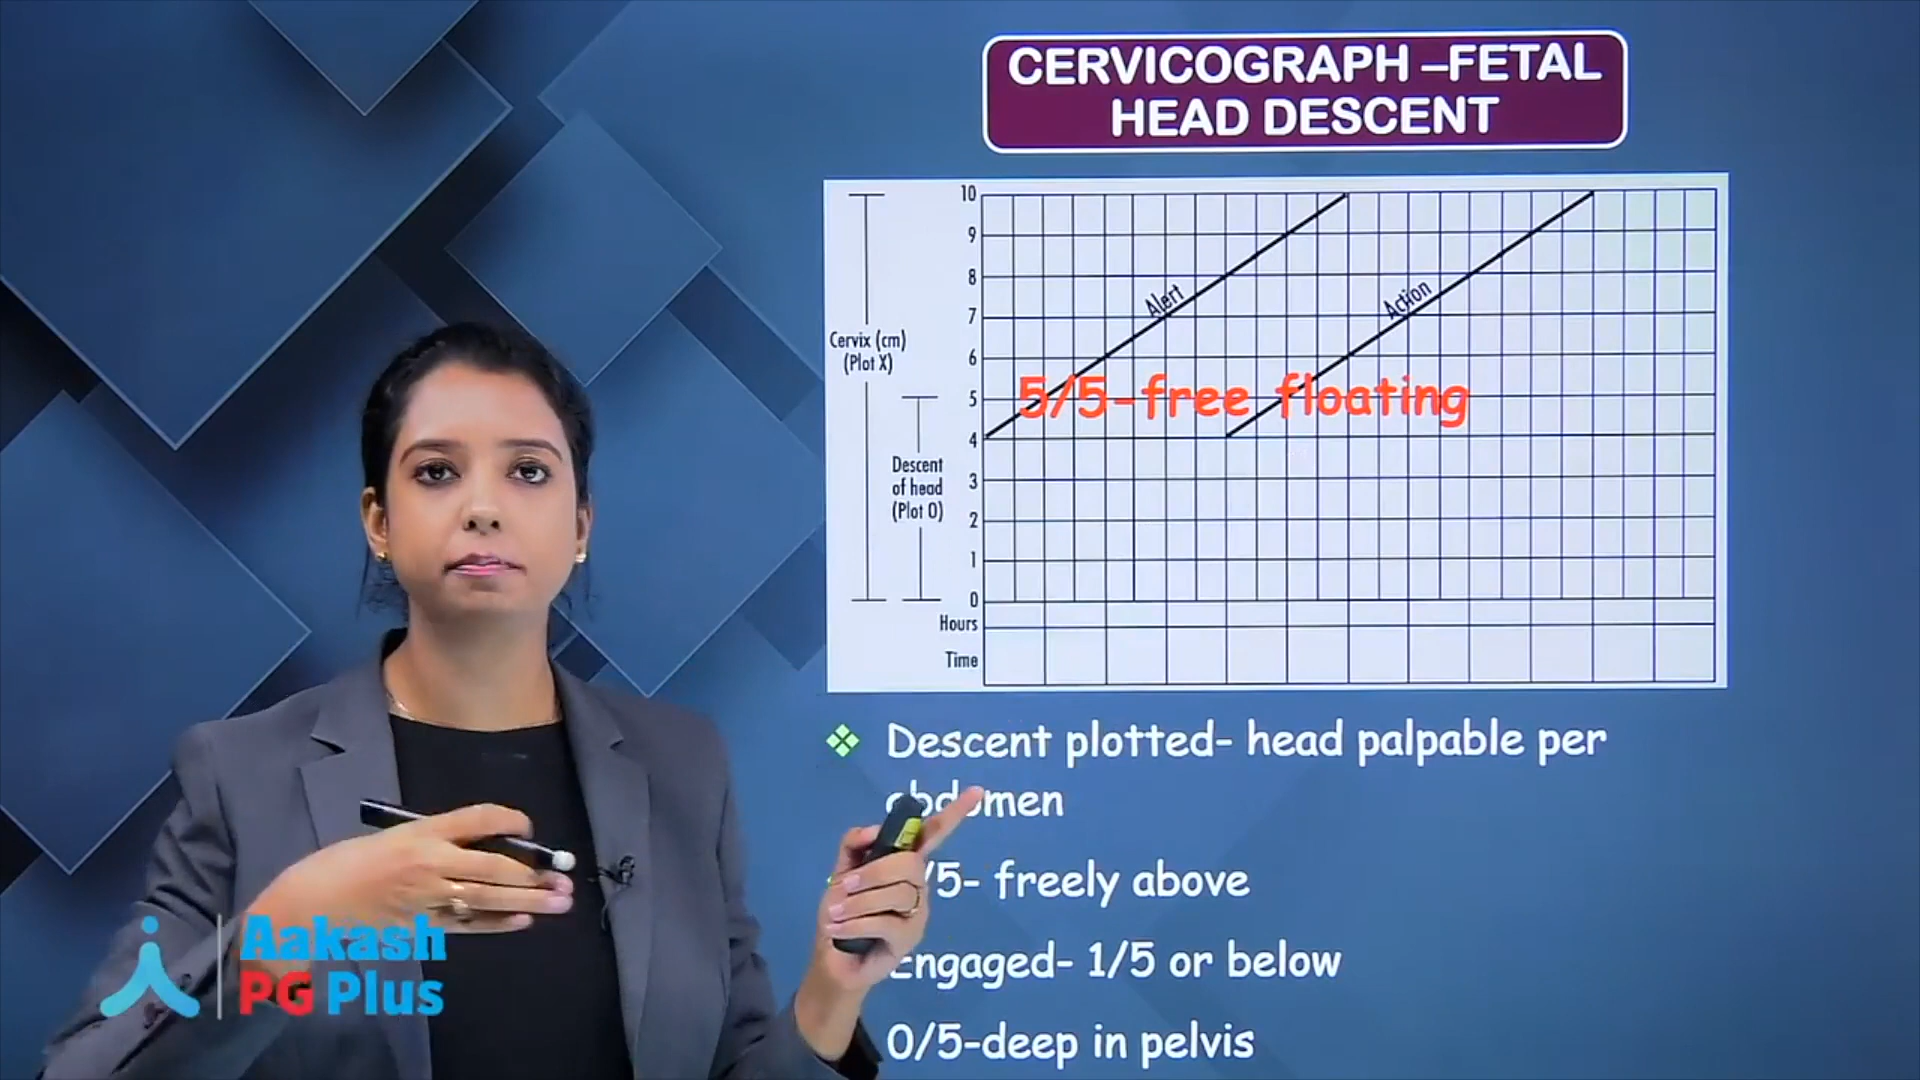 CERVICOGRAPH –FETAL
HEAD DESCENT
10
9
8
7
6
5
4
3
2
1
0
Cervix (cm)
(Plot X)
Descent
of head
(Plot O)
Hours
Time
Alert
Action
5/5-free floating
Descent plotted- head palpable per
abdomen
/5- freely above
Engaged- 1/5 or below
0/5-deep in pelvis
Aakash
PG Plus